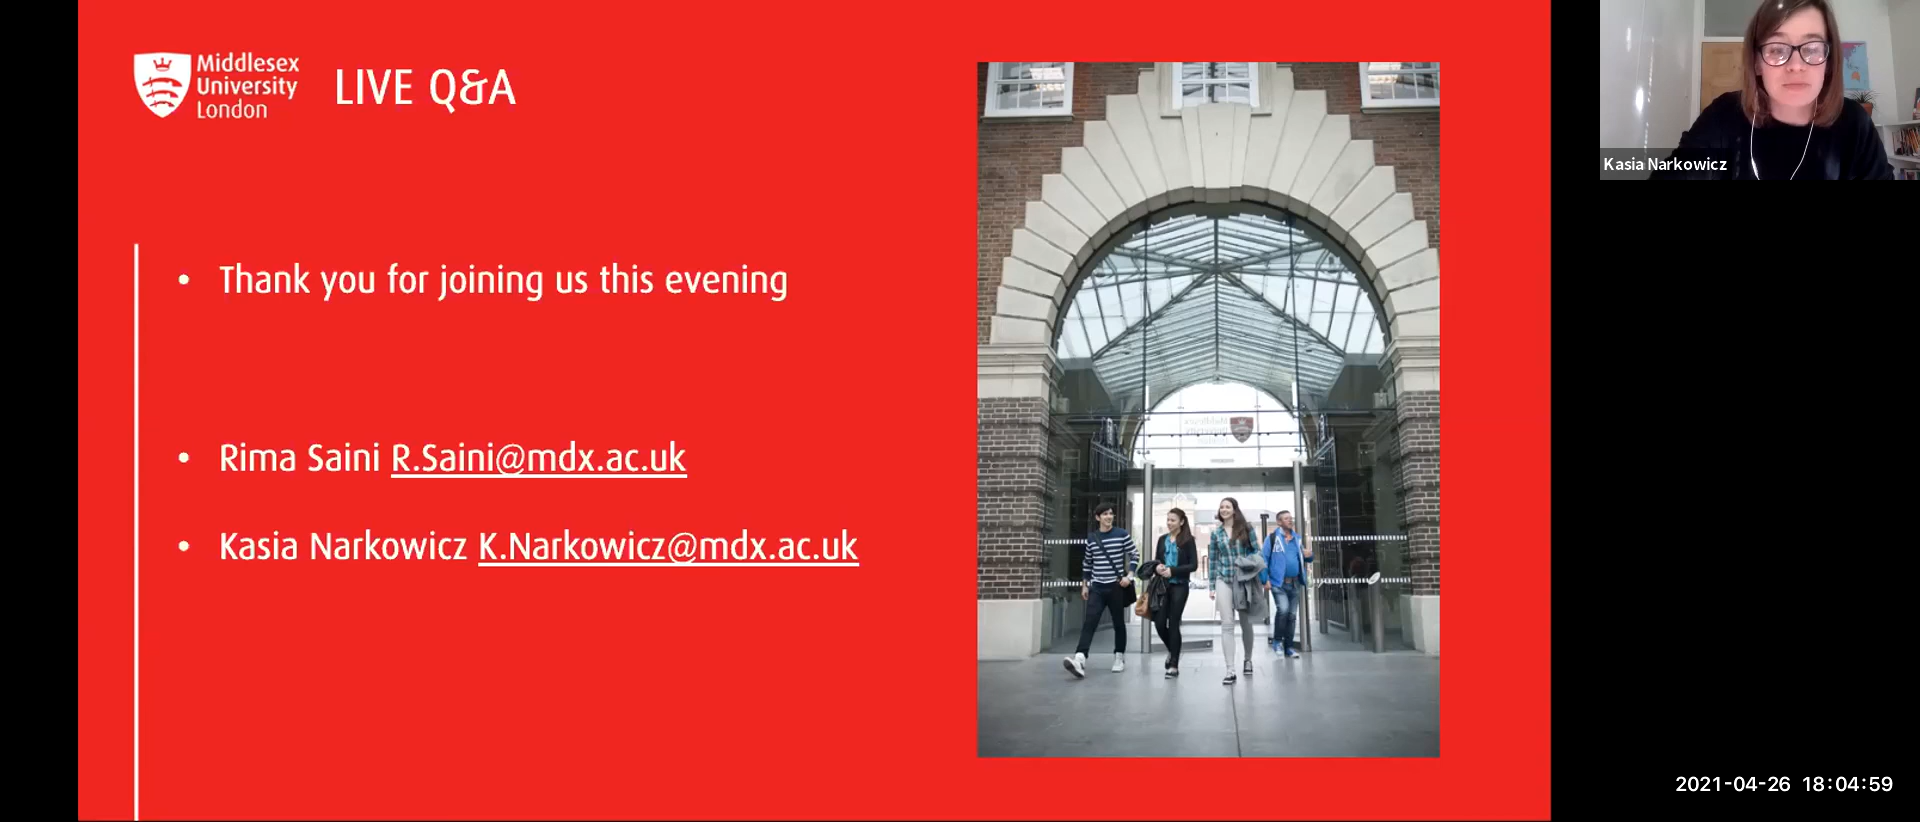 Middlesex
University
London
LIVE Q&A
• Thank you for joining us this evening
• Rima Saini R.Saini@mdx.ac.uk
• Kasia Narkowicz K.Narkowicz@mdx.ac.uk
Kasia Narkowicz
2021-04-26 18:04:59